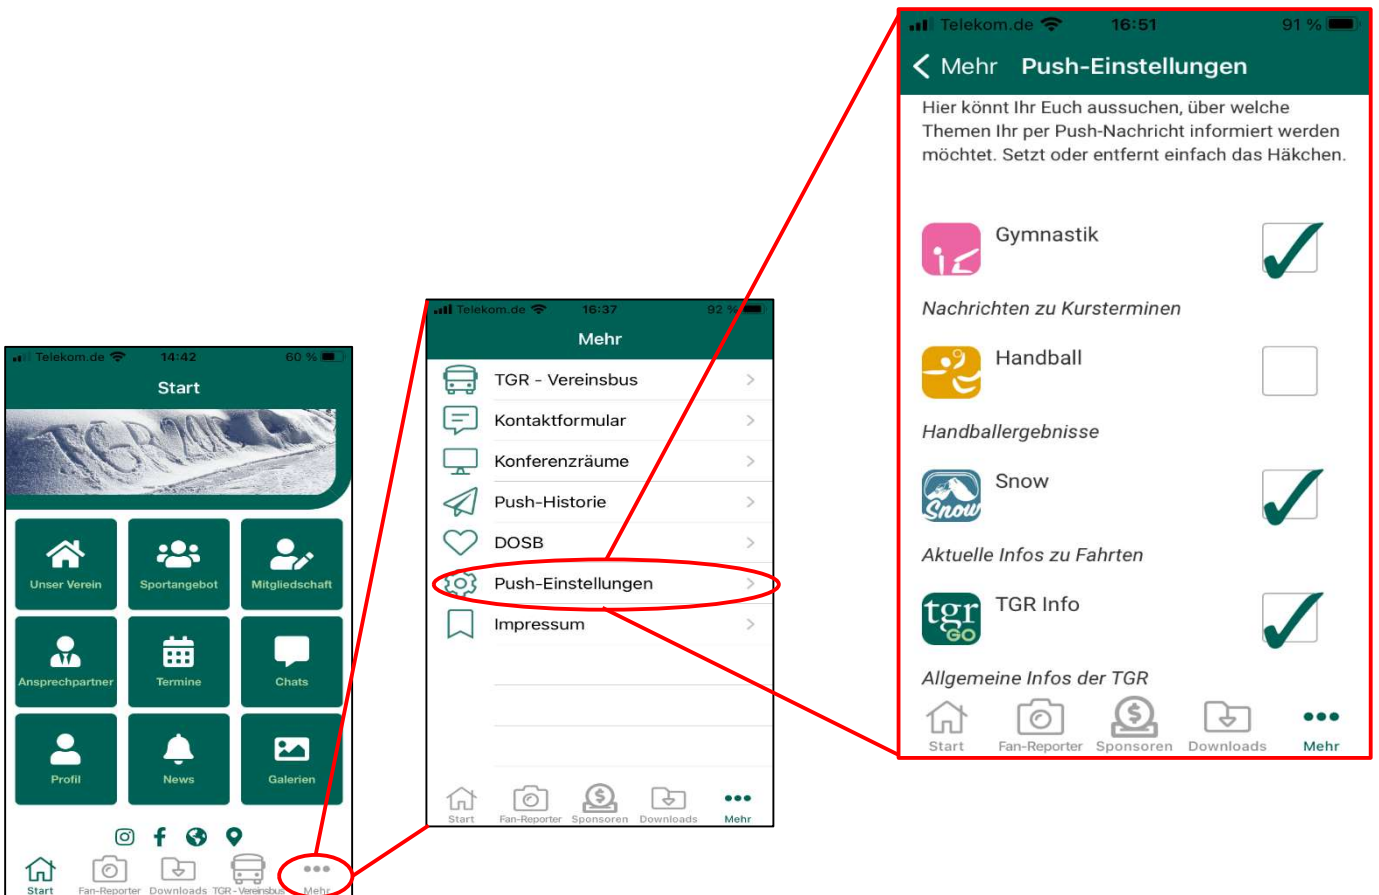 Telekom.de 14:42 60 %
Start
TGR
Unser Verein Sportangebot Mitgliedschaft
Ansprechpartner Termine Chats
Profil News Galerien
Start Fan-Reporter Downloads TGR - Vereinsbus Mehr
Telekom.de 16:37 92 %
Mehr
TGR - Vereinsbus
Kontaktformular
Konferenzräume
Push-Historie
DOSB
Push-Einstellungen
Impressum
Start Fan-Reporter Sponsoren Downloads Mehr
Telekom.de 16:51 91 %
Mehr Push-Einstellungen
Hier könnt Ihr Euch aussuchen, über welche
Themen Ihr per Push-Nachricht informiert werden
möchtet. Setzt oder entfernt einfach das Häkchen.
Gymnastik
Nachrichten zu Kursterminen
Handball
Handballergebnisse
Snow
Snow
Aktuelle Infos zu Fahrten
tgr GO
TGR Info
Allgemeine Infos der TGR
Start Fan-Reporter Sponsoren Downloads Mehr